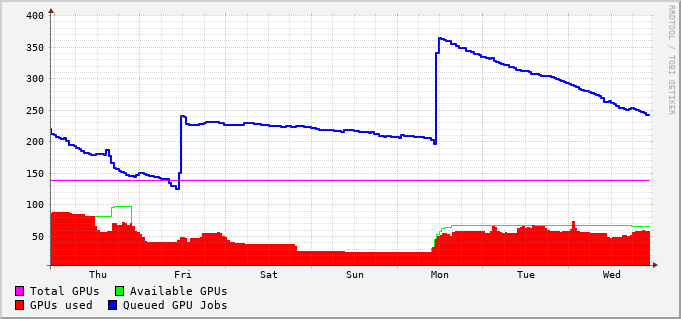 RRDTOOL / TOBI OETIKER
400
350
300
250
200
150
100
50
Thu Fri Sat Sun Mon Tue Wed
Total GPUs Available GPUs
GPUs used Queued GPU Jobs